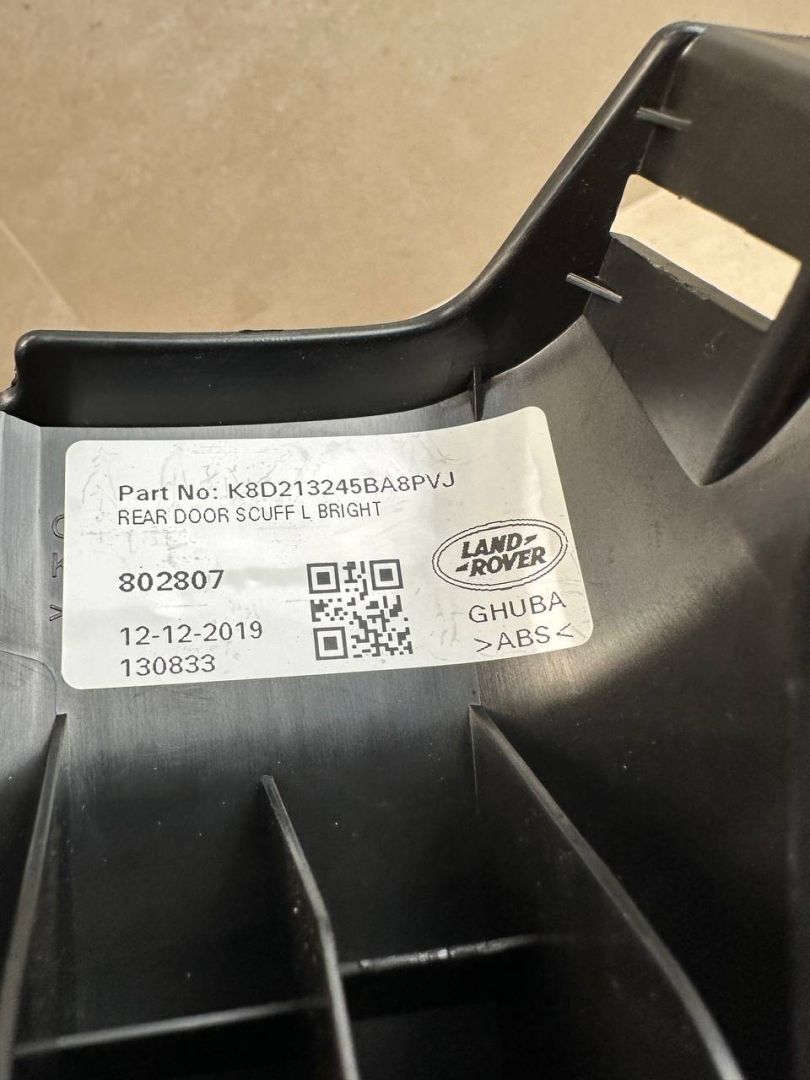 Part No: K8D213245BA8PVJ
REAR DOOR SCUFF L BRIGHT
802807
12-12-2019
130833
LAND-
-ROVER
GHUBA
>ABS<